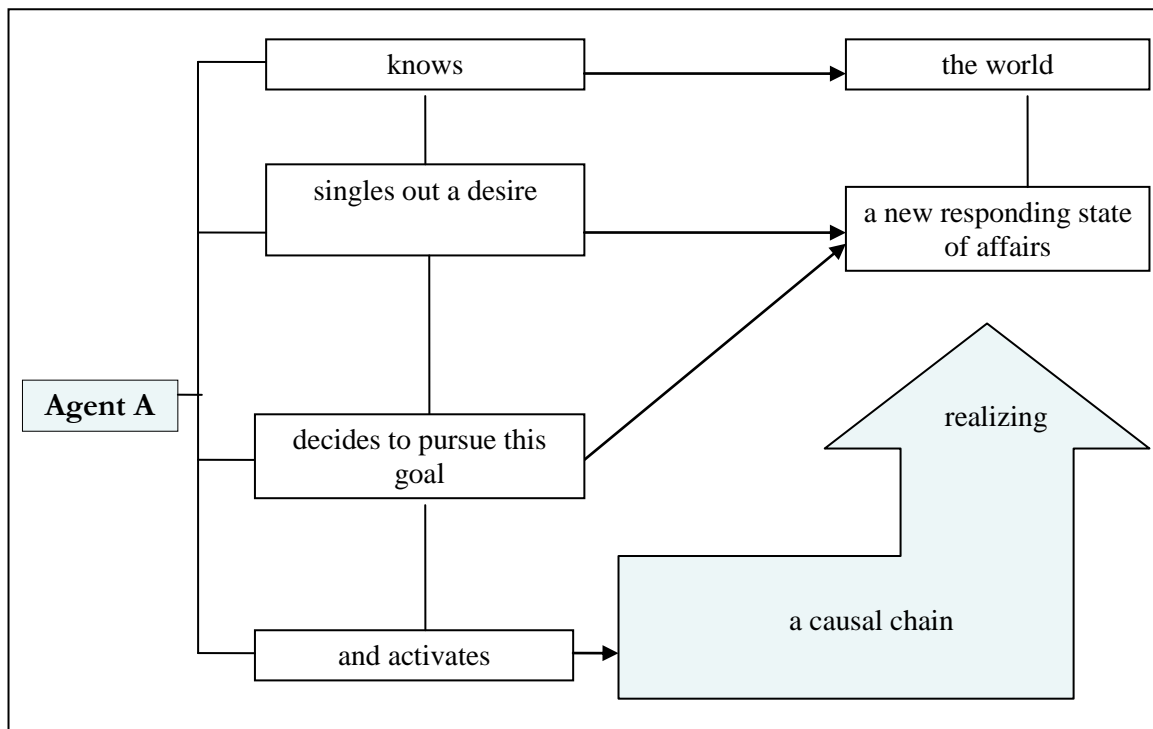 knows
the world
singles out a desire
a new responding state
of affairs
Agent A
decides to pursue this
goal
realizing
and activates
a causal chain